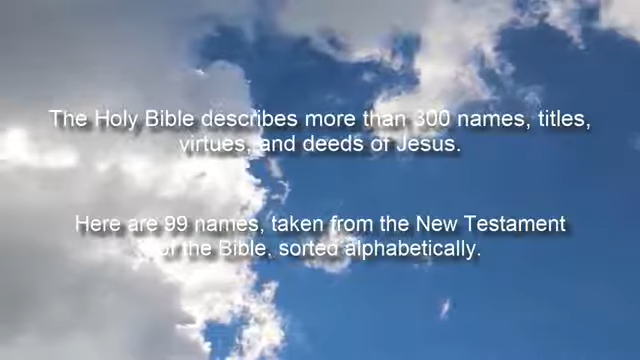 The Holy Bible describes more than 300 names, titles,
virtues, and deeds of Jesus.
Here are 99 names, taken from the New Testament
of the Bible, sorted alphabetically.